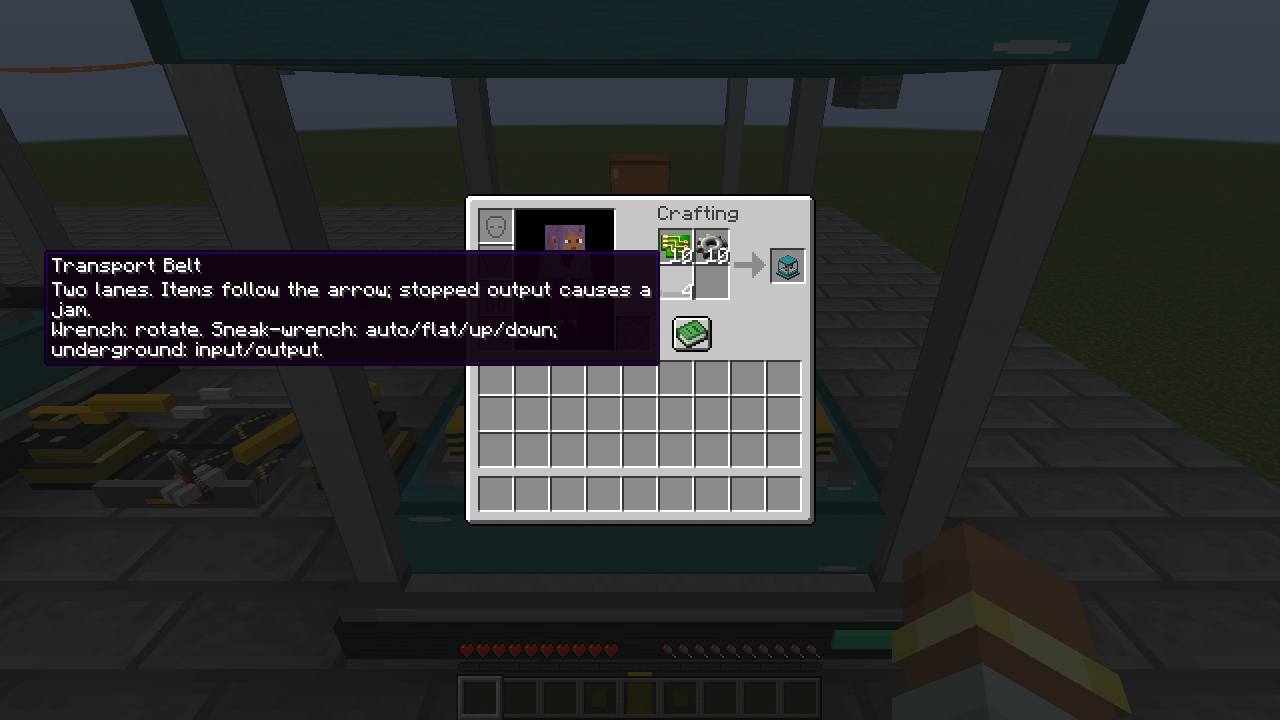 Crafting
10 10
Transport Belt
Two lanes. Items follow the arrow; stopped output causes a
jam.
4
Wrench: rotate. Sneak-wrench: auto/flat/up/down;
underground: input/output.